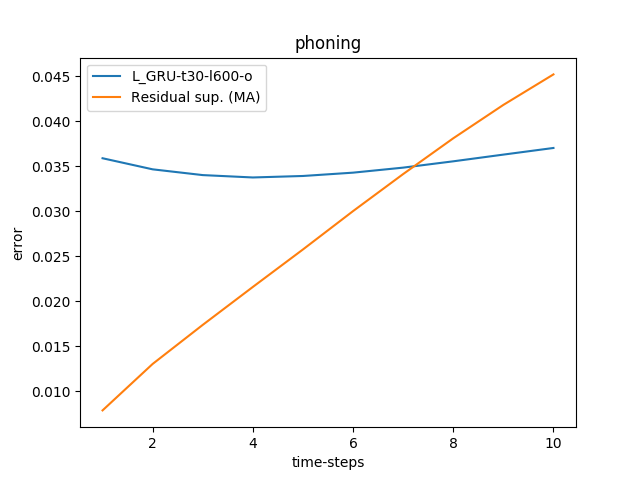 phoning
L_GRU-t30-l600-o
Residual sup. (MA)
error
0.045
0.040
0.035
0.030
0.025
0.020
0.015
0.010
2 4 6 8 10
time-steps